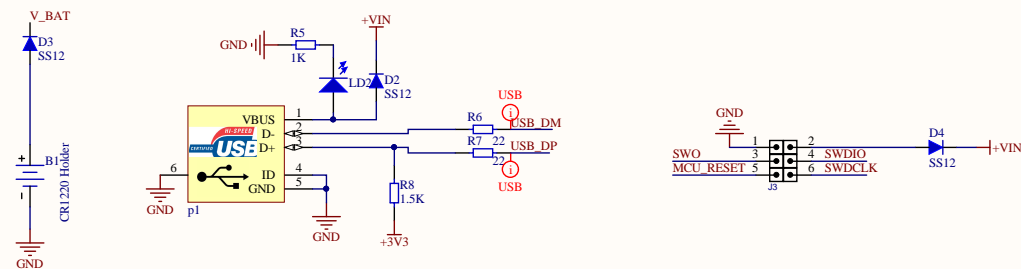 V_BAT
D3
SS12
+
B1
-
CR1220 Holder
GND
+VIN
R5
GND
1K
LD2
D2
SS12
VBUS 1
D- 2
D+ 3
HI-SPEED
CERTIFIED USB
ID 4
GND 5
6
GND
p1
GND
R8
1.5K
+3V3
USB
i
R6
22
USB_DM
R7
22
USB_DP
i
USB
GND
1 2
SWO 3 4 SWDIO
MCU_RESET 5 6 SWDCLK
J3
D4
SS12
+VIN